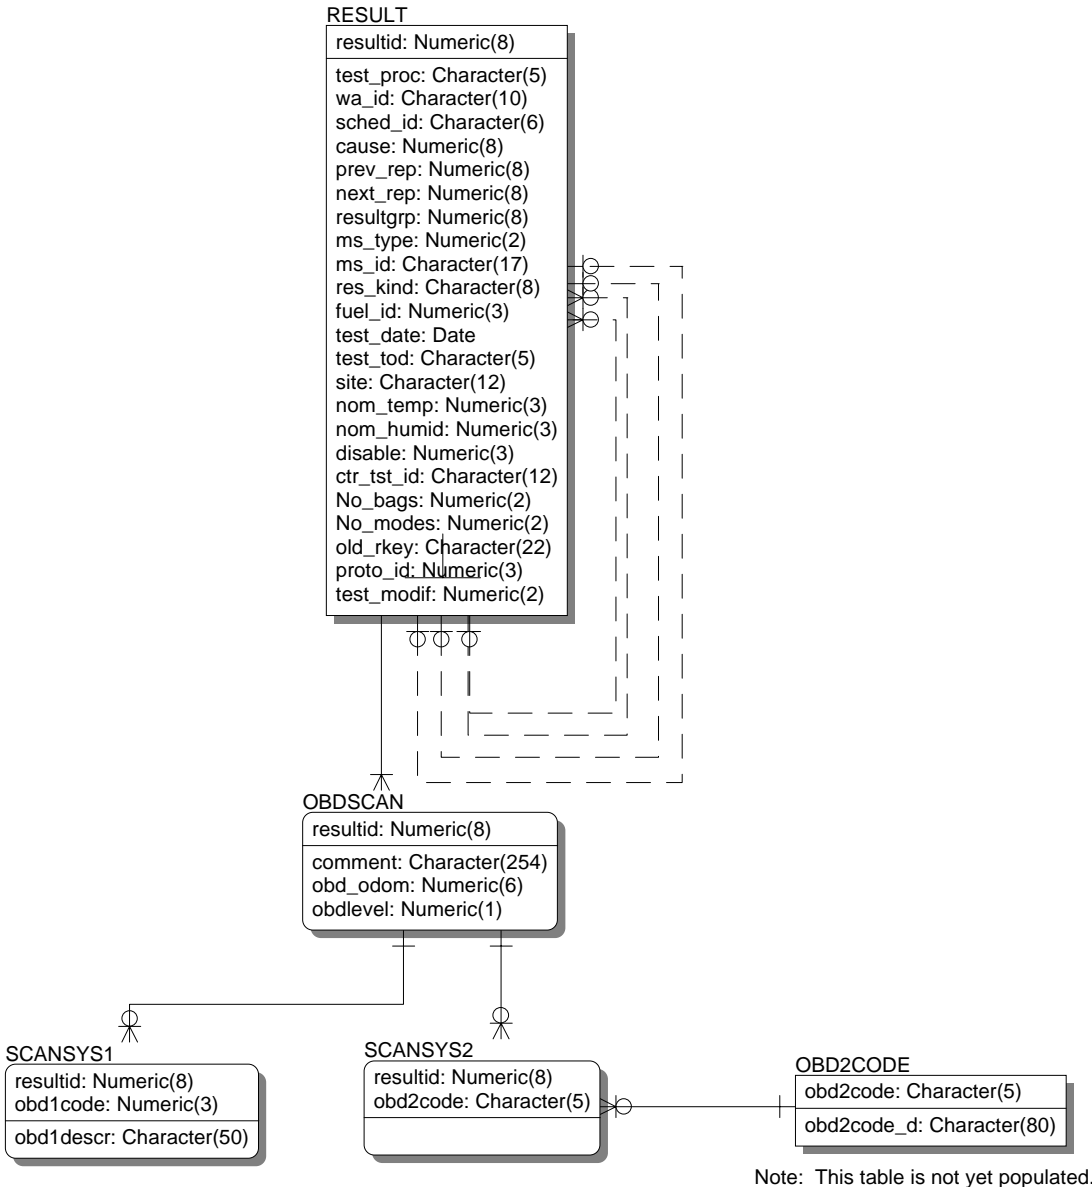 RESULT
resultid: Numeric(8)
test_proc: Character(5)
wa_id: Character(10)
sched_id: Character(6)
cause: Numeric(8)
prev_rep: Numeric(8)
next_rep: Numeric(8)
resultgrp: Numeric(8)
ms_type: Numeric(2)
ms_id: Character(17)
res_kind: Character(8)
fuel_id: Numeric(3)
test_date: Date
test_tod: Character(5)
site: Character(12)
nom_temp: Numeric(3)
nom_humid: Numeric(3)
disable: Numeric(3)
ctr_tst_id: Character(12)
No_bags: Numeric(2)
No_modes: Numeric(2)
old_rkey: Character(22)
proto_id: Numeric(3)
test_modif: Numeric(2)
OBDSCAN
resultid: Numeric(8)
comment: Character(254)
obd_odom: Numeric(6)
obdlevel: Numeric(1)
SCANSYS1
resultid: Numeric(8)
obd1code: Numeric(3)
obd1descr: Character(50)
SCANSYS2
resultid: Numeric(8)
obd2code: Character(5)
OBD2CODE
obd2code: Character(5)
obd2code_d: Character(80)
Note: This table is not yet populated.